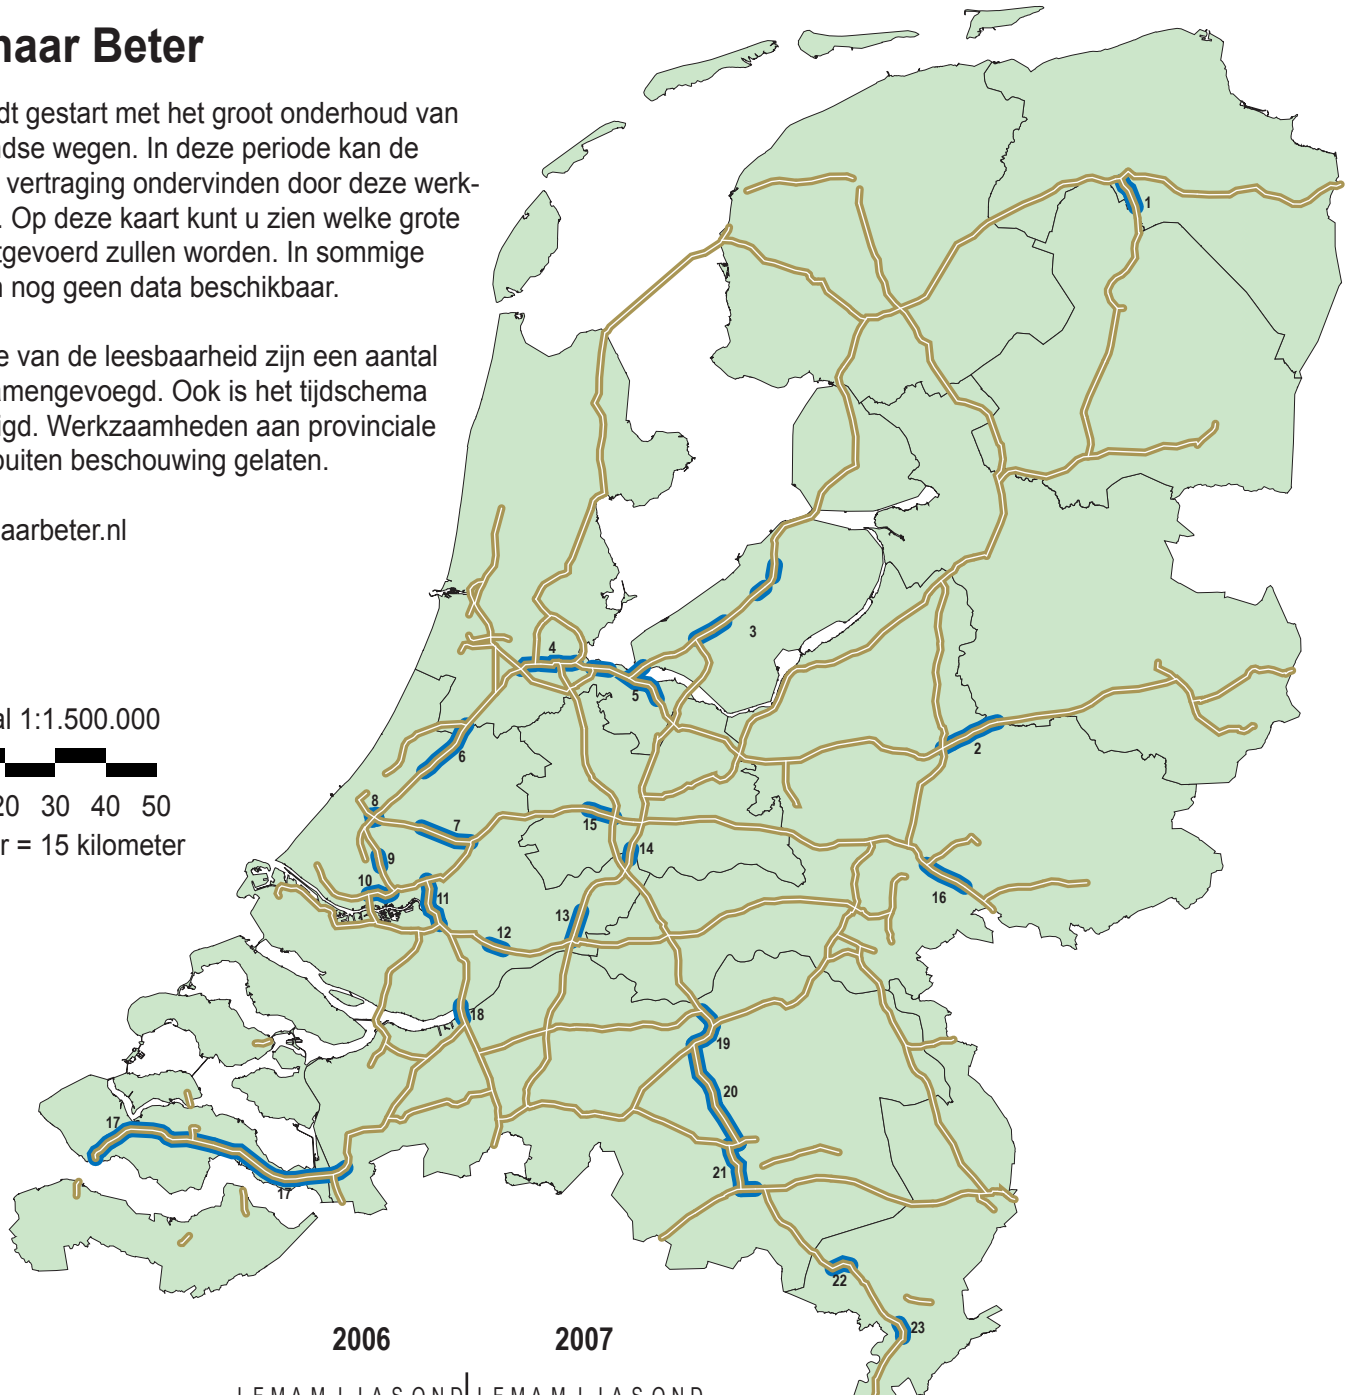 naar Beter
dt gestart met het groot onderhoud van
ndse wegen. In deze periode kan de
vertraging ondervinden door deze werk-
. Op deze kaart kunt u zien welke grote
tgevoerd zullen worden. In sommige
n nog geen data beschikbaar.
e van de leesbaarheid zijn een aantal
amengevoegd. Ook is het tijdschema
igd. Werkzaamheden aan provinciale
buiten beschouwing gelaten.
aarbeter.nl
al 1:1.500.000
20 30 40 50
r = 15 kilometer
1
2
3
4
5
6
7
8
9
10
11
12
13
14
15
16
17
17
18
19
20
21
22
23
2006 2007
J F M A M J J A S O N D J F M A M J J A S O N D